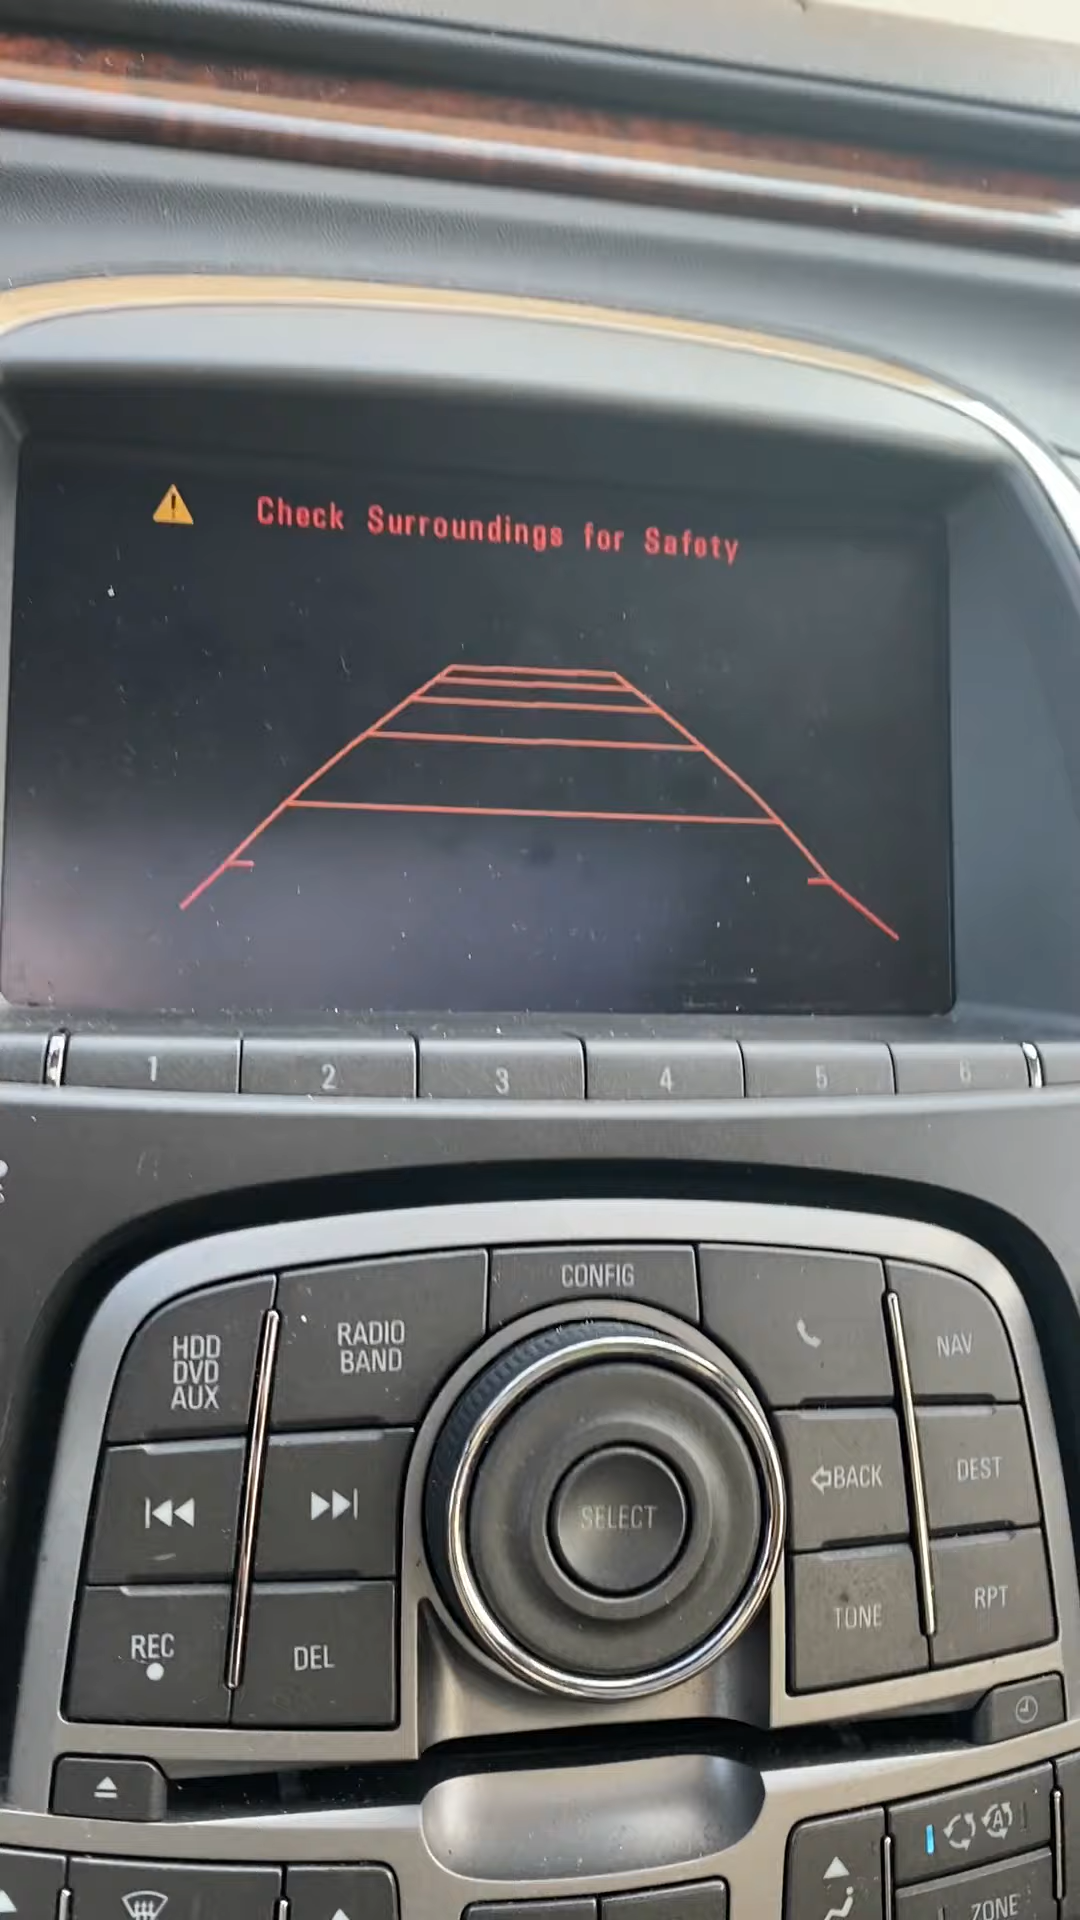 Check Surroundings for Safety
1 2 3 4 5 6
CONFIG
HDD
DVD
AUX
RADIO
BAND
NAV
SELECT
BACK
DEST
REC
DEL
TONE
RPT
A
ZONE